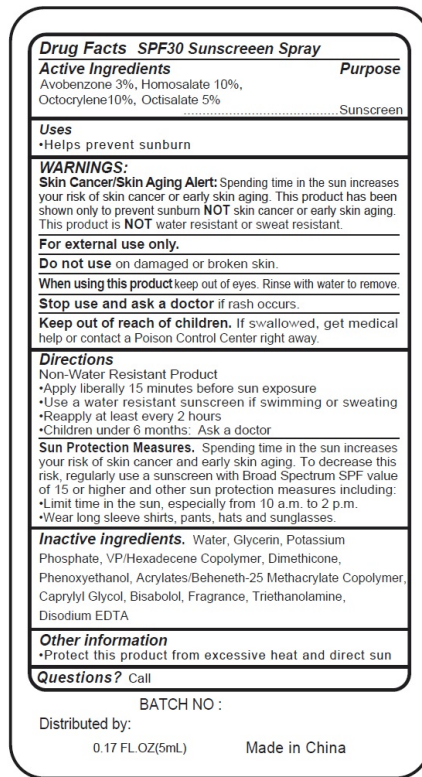 Drug Facts SPF30 Sunscreeen Spray
Active Ingredients Purpose
Avobenzone 3%, Homosalate 10%,
Octocrylene10%, Octisalate 5%
..............................................Sunscreen
Uses
•Helps prevent sunburn
WARNINGS:
Skin Cancer/Skin Aging Alert: Spending time in the sun increases
your risk of skin cancer or early skin aging. This product has been
shown only to prevent sunburn NOT skin cancer or early skin aging.
This product is NOT water resistant or sweat resistant.
For external use only.
Do not use on damaged or broken skin.
When using this product keep out of eyes. Rinse with water to remove.
Stop use and ask a doctor if rash occurs.
Keep out of reach of children. If swallowed, get medical
help or contact a Poison Control Center right away.
Directions
Non-Water Resistant Product
•Apply liberally 15 minutes before sun exposure
•Use a water resistant sunscreen if swimming or sweating
•Reapply at least every 2 hours
•Children under 6 months: Ask a doctor
Sun Protection Measures. Spending time in the sun increases
your risk of skin cancer and early skin aging. To decrease this
risk, regularly use a sunscreen with Broad Spectrum SPF value
of 15 or higher and other sun protection measures including:
•Limit time in the sun, especially from 10 a.m. to 2 p.m.
•Wear long sleeve shirts, pants, hats and sunglasses.
Inactive ingredients. Water, Glycerin, Potassium
Phosphate, VP/Hexadecene Copolymer, Dimethicone,
Phenoxyethanol, Acrylates/Beheneth-25 Methacrylate Copolymer,
Caprylyl Glycol, Bisabolol, Fragrance, Triethanolamine,
Disodium EDTA
Other information
•Protect this product from excessive heat and direct sun
Questions? Call
BATCH NO :
Distributed by:
0.17 FL.OZ(5mL) Made in China